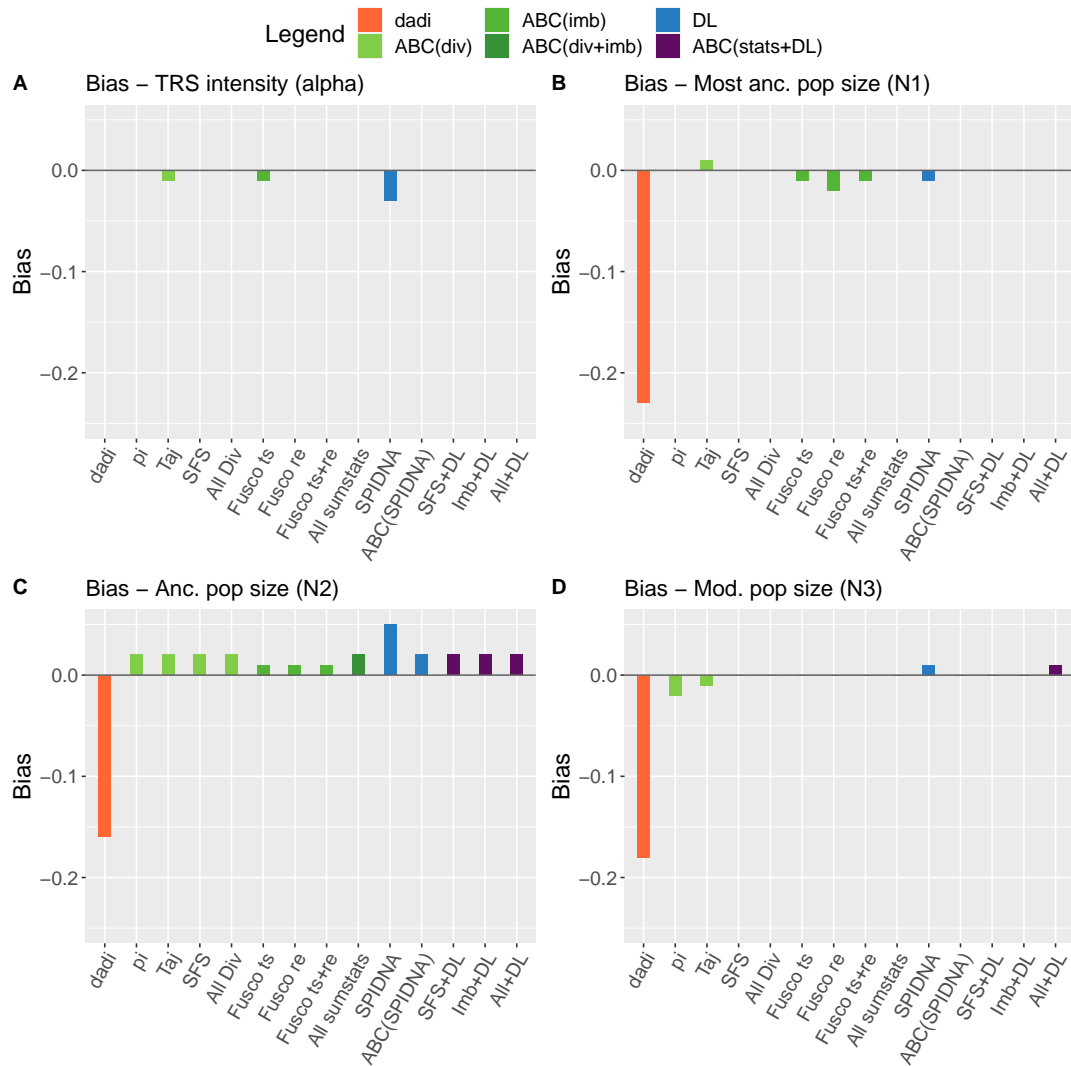 Legend
dadi
ABC(imb)
DL
ABC(div)
ABC(div+imb)
ABC(stats+DL)
A
Bias − TRS intensity (alpha)
0.0
−0.1
−0.2
Bias
dadi
pi
Taj
SFS
All Div
Fusco ts
Fusco re
Fusco ts+re
All sumstats
SPIDNA
ABC(SPIDNA)
SFS+DL
Imb+DL
All+DL
B
Bias − Most anc. pop size (N1)
0.0
−0.1
−0.2
Bias
dadi
pi
Taj
SFS
All Div
Fusco ts
Fusco re
Fusco ts+re
All sumstats
SPIDNA
ABC(SPIDNA)
SFS+DL
Imb+DL
All+DL
C
Bias − Anc. pop size (N2)
0.0
−0.1
−0.2
Bias
dadi
pi
Taj
SFS
All Div
Fusco ts
Fusco re
Fusco ts+re
All sumstats
SPIDNA
ABC(SPIDNA)
SFS+DL
Imb+DL
All+DL
D
Bias − Mod. pop size (N3)
0.0
−0.1
−0.2
Bias
dadi
pi
Taj
SFS
All Div
Fusco ts
Fusco re
Fusco ts+re
All sumstats
SPIDNA
ABC(SPIDNA)
SFS+DL
Imb+DL
All+DL